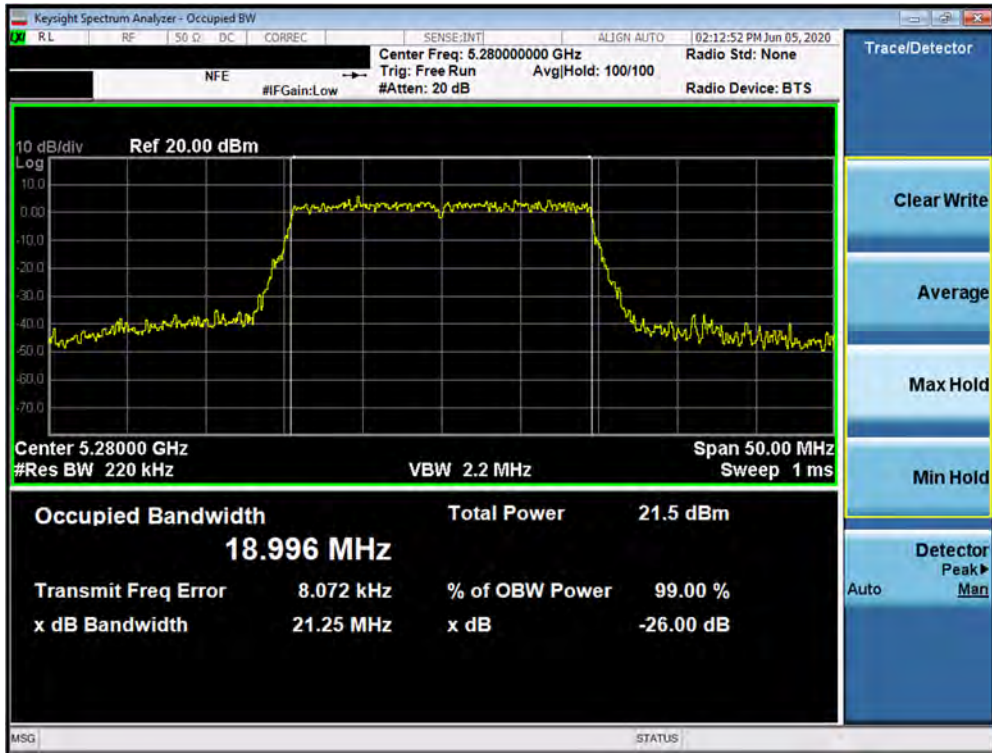 Keysight Spectrum Analyzer - Occupied BW
LXI RL RF 50 Ω DC CORREC SENSE:INT ALIGN AUTO 02:12:52 PM Jun 05, 2020
Center Freq: 5.280000000 GHz Radio Std: None
NFE Trig: Free Run Avg|Hold: 100/100
#IFGain:Low #Atten: 20 dB Radio Device: BTS
10 dB/div Ref 20.00 dBm
Log
10.0
0.00
-10.0
-20.0
-30.0
-40.0
-50.0
-60.0
-70.0
Center 5.28000 GHz Span 50.00 MHz
#Res BW 220 kHz VBW 2.2 MHz Sweep 1 ms
Occupied Bandwidth Total Power 21.5 dBm
18.996 MHz
Transmit Freq Error 8.072 kHz % of OBW Power 99.00 %
x dB Bandwidth 21.25 MHz x dB -26.00 dB
MSG STATUS
Trace/Detector
Clear Write
Average
Max Hold
Min Hold
Detector
Peak▶
Auto Man